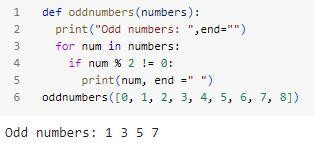 1 def oddnumbers(numbers):
2   print("Odd numbers: ",end="")
3   for num in numbers:
4     if num % 2 != 0:
5       print(num, end =" ")
6 oddnumbers([0, 1, 2, 3, 4, 5, 6, 7, 8])
Odd numbers: 1 3 5 7